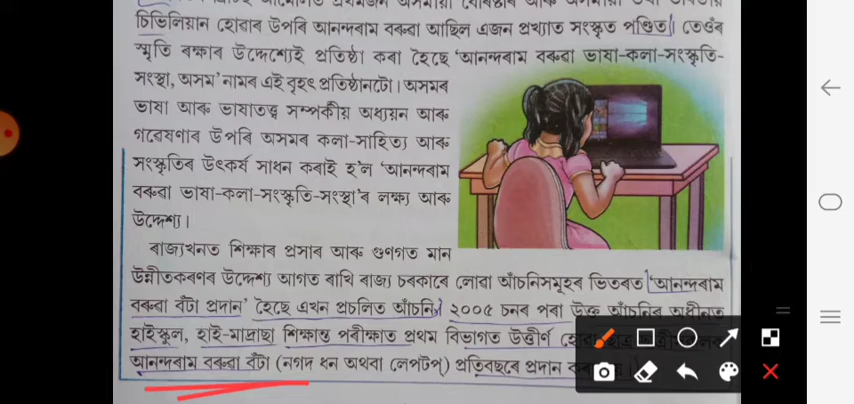 চিভিলিয়ান হোৱাৰ উপৰি আনন্দৰাম বৰুৱা আছিল এজন প্ৰখ্যাত সংস্কৃত পণ্ডিত। তেওঁৰ
স্মৃতি ৰক্ষাৰ উদ্দেশ্যেই প্ৰতিষ্ঠা কৰা হৈছে ‘আনন্দৰাম বৰুৱা ভাষা-কলা-সংস্কৃতি-
সংস্থা, অসম’ নামৰ এই বৃহৎ প্ৰতিষ্ঠানটো। অসমৰ
ভাষা আৰু ভাষাতত্ত্ব সম্পৰ্কীয় অধ্যয়ন আৰু
গৱেষণাৰ উপৰি অসমৰ কলা-সাহিত্য আৰু
সংস্কৃতিৰ উৎকৰ্ষ সাধন কৰাই হ’ল ‘আনন্দৰাম
বৰুৱা ভাষা-কলা-সংস্কৃতি-সংস্থা’ৰ লক্ষ্য আৰু
উদ্দেশ্য।
ৰাজ্যখনত শিক্ষাৰ প্ৰসাৰ আৰু গুণগত মান
উন্নীতকৰণৰ উদ্দেশ্য আগত ৰাখি ৰাজ্য চৰকাৰে লোৱা আঁচনিসমূহৰ ভিতৰত ‘আনন্দৰাম
বৰুৱা বঁটা প্ৰদান’ হৈছে এখন প্ৰচলিত আঁচনি। ২০০৫ চনৰ পৰা উক্ত আঁচনিৰ অধীনত
হাইস্কুল, হাই-মাদ্ৰাছা শিক্ষান্ত পৰীক্ষাত প্ৰথম বিভাগত উত্তীৰ্ণ হোৱা
আনন্দৰাম বৰুৱা বঁটা (নগদ ধন অথবা লেপটপ্) প্ৰতিবছৰে প্ৰদান